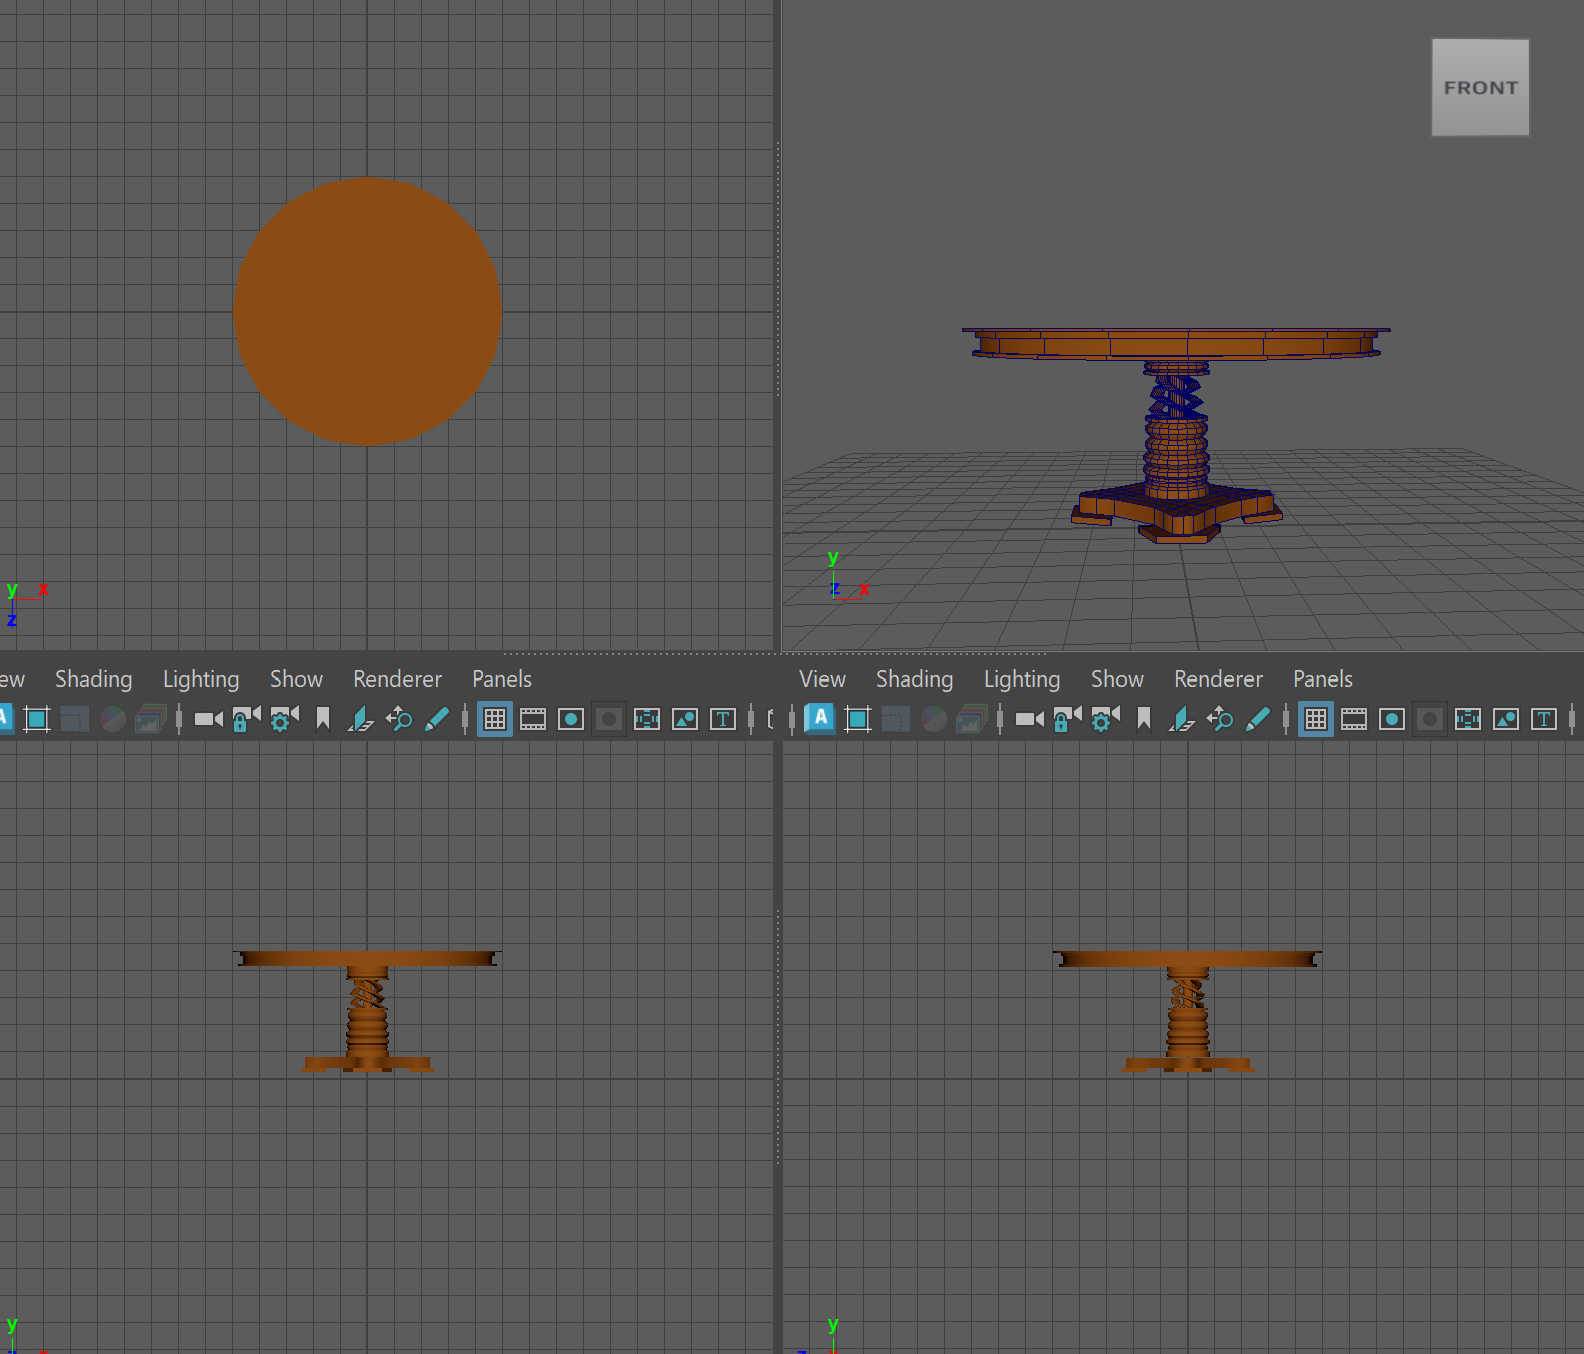 FRONT
y x
z
y
z x
ew Shading Lighting Show Renderer Panels
View Shading Lighting Show Renderer Panels
A T
A T
y
y